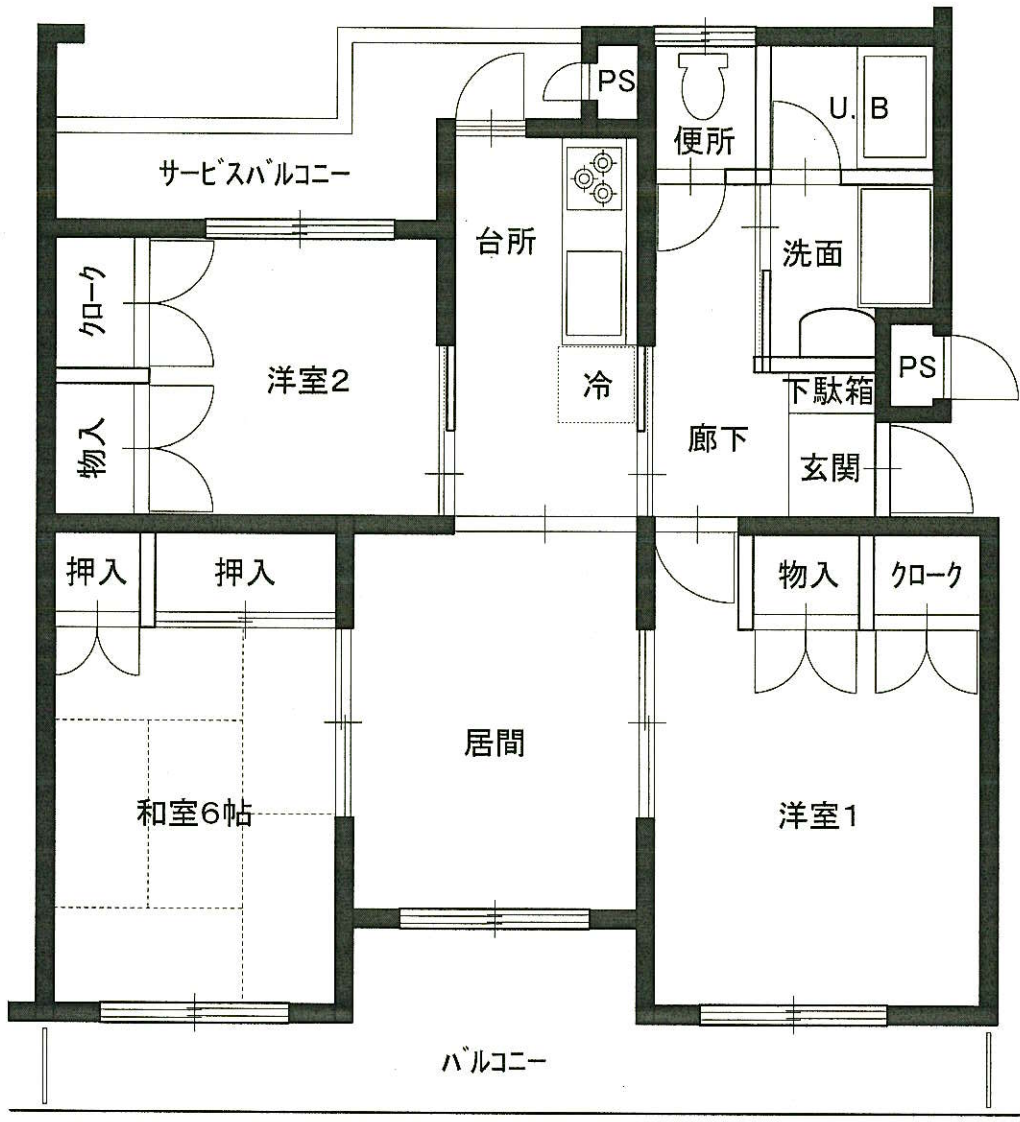 PS
U.B
便所
サービスバルコニー
台所
洗面
クローク
洋室2
冷
PS
下駄箱
物入
廊下
玄関
押入
押入
物入
クローク
居間
和室6帖
洋室1
バルコニー